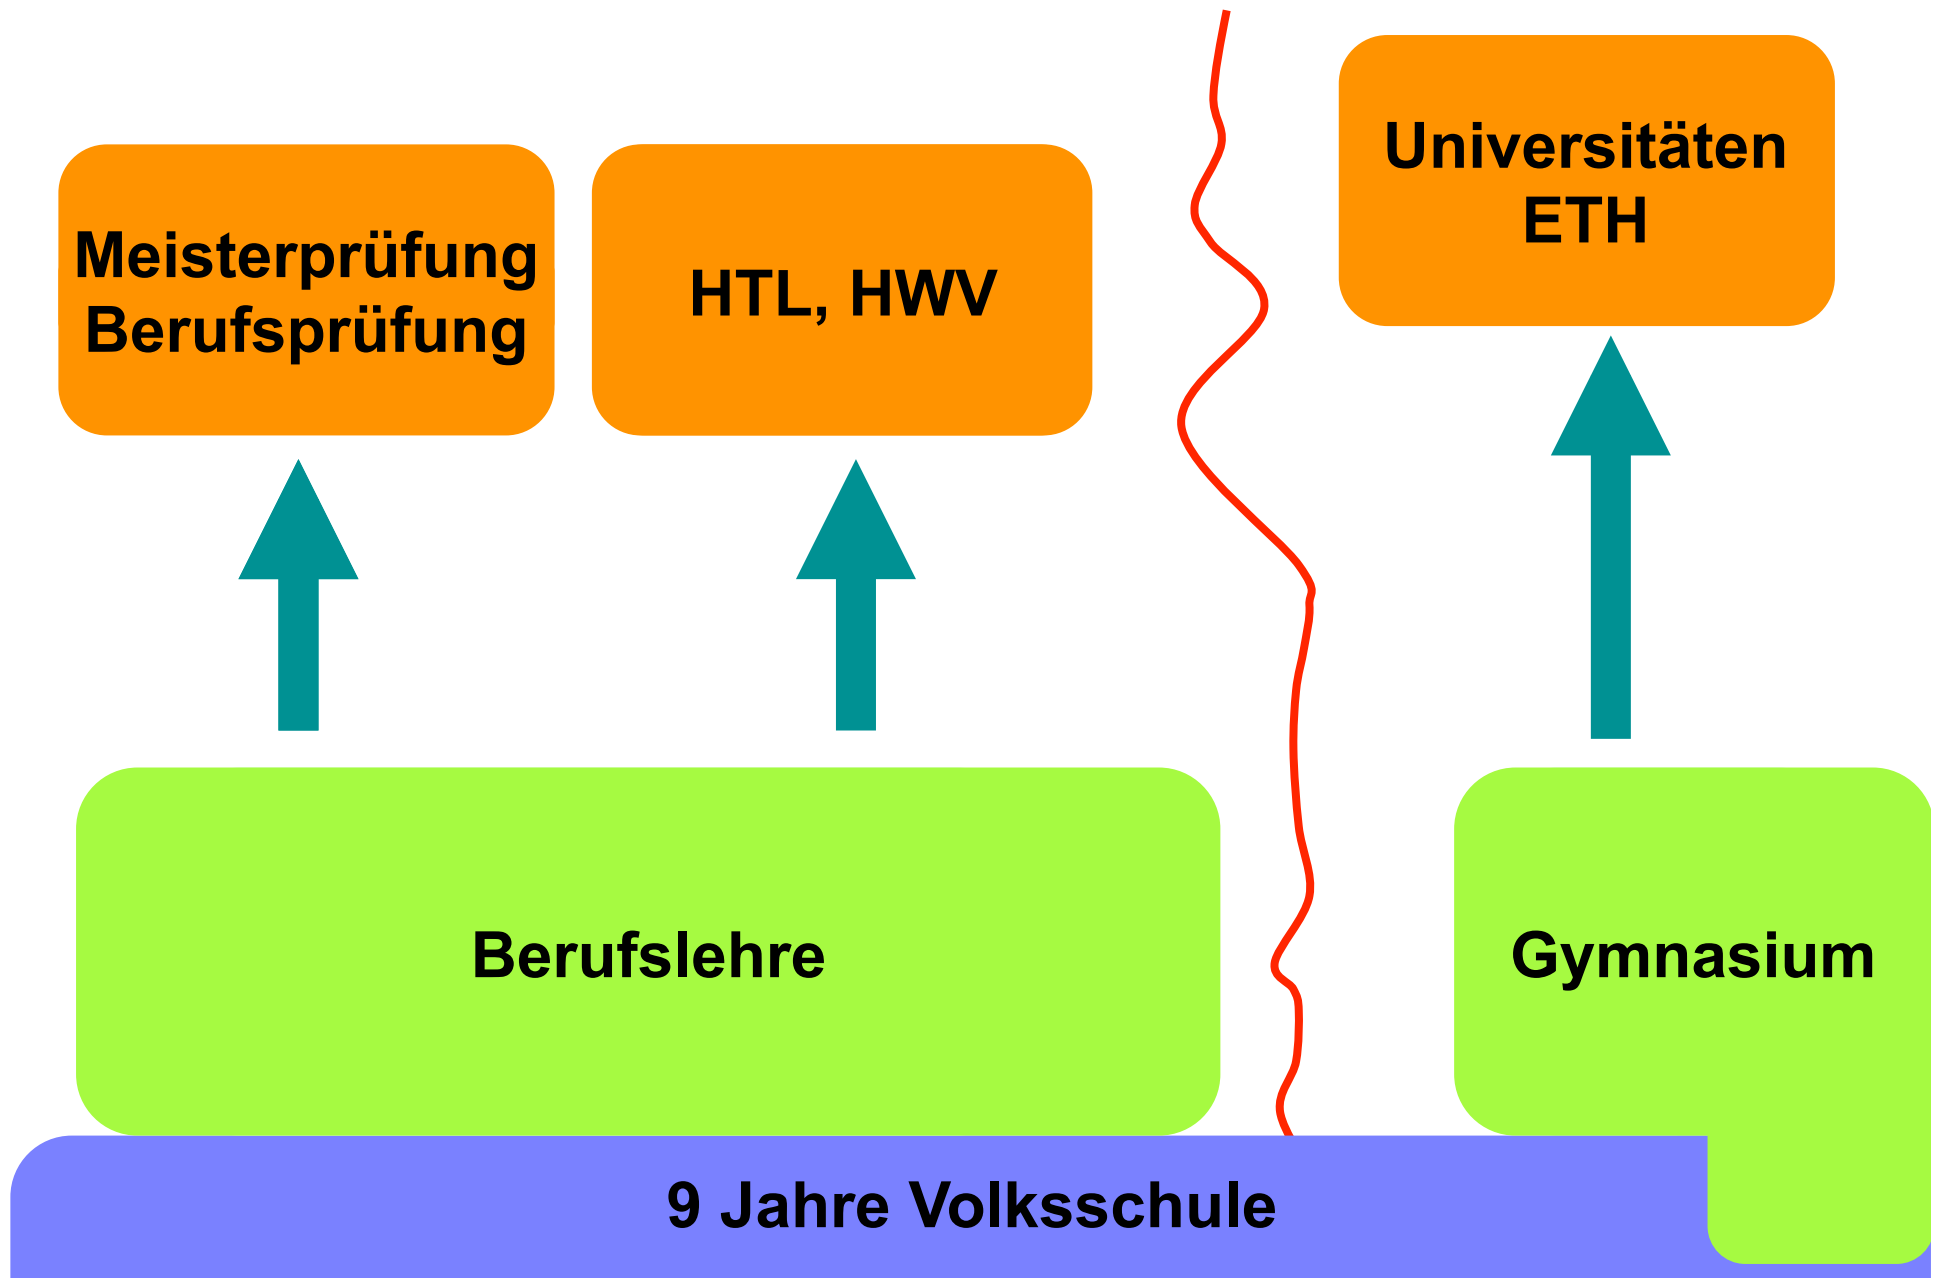 Universitäten
ETH
Meisterprüfung
Berufsprüfung
HTL, HWV
Berufslehre
Gymnasium
9 Jahre Volksschule